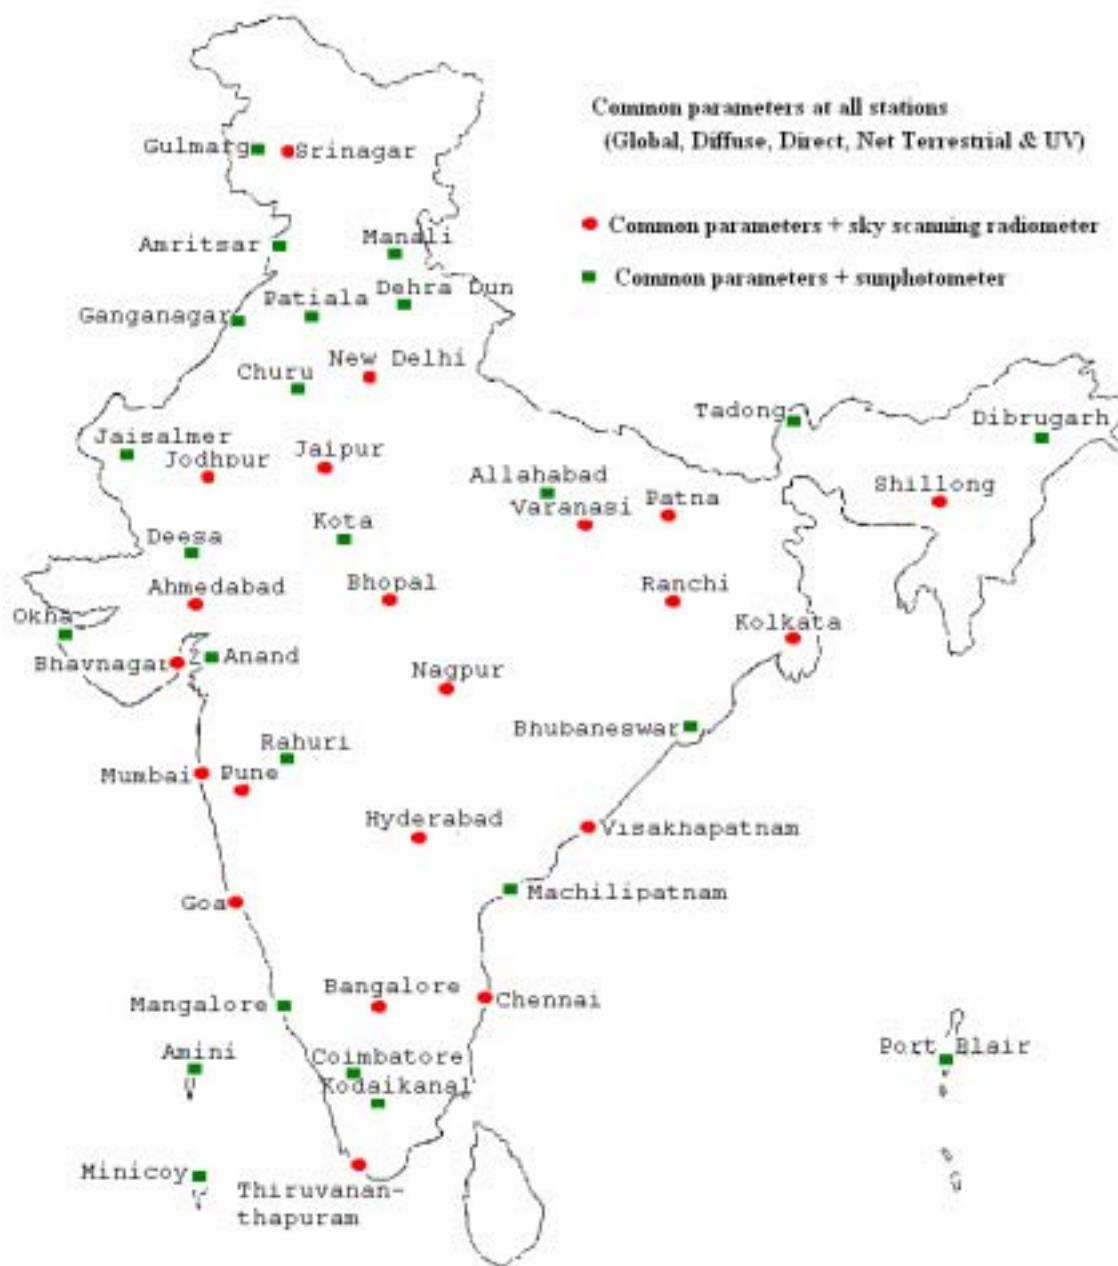 Common parameters at all stations
(Global, Diffuse, Direct, Net Terrestrial & UV)
Gulmarg
Srinagar
Common parameters + sky scanning radiometer
Amritsar
Manali
Common parameters + sunphotometer
Dehra Dun
Patiala
Ganganagar
New Delhi
Churu
Tadong
Dibrugarh
Jaisalmer
Jodhpur
Jaipur
Allahabad
Varanasi
Patna
Shillong
Kota
Deesa
Ahmedabad
Bhopal
Ranchi
Okha
Kolkata
Bhavnagar
Anand
Nagpur
Bhubaneswar
Rahuri
Mumbai
Pune
Hyderabad
Visakhapatnam
Machilipatnam
Goa
Bangalore
Chennai
Mangalore
Amini
Coimbatore
Port Blair
Kodaikanal
Minicoy
Thiruvanan-
thapuram